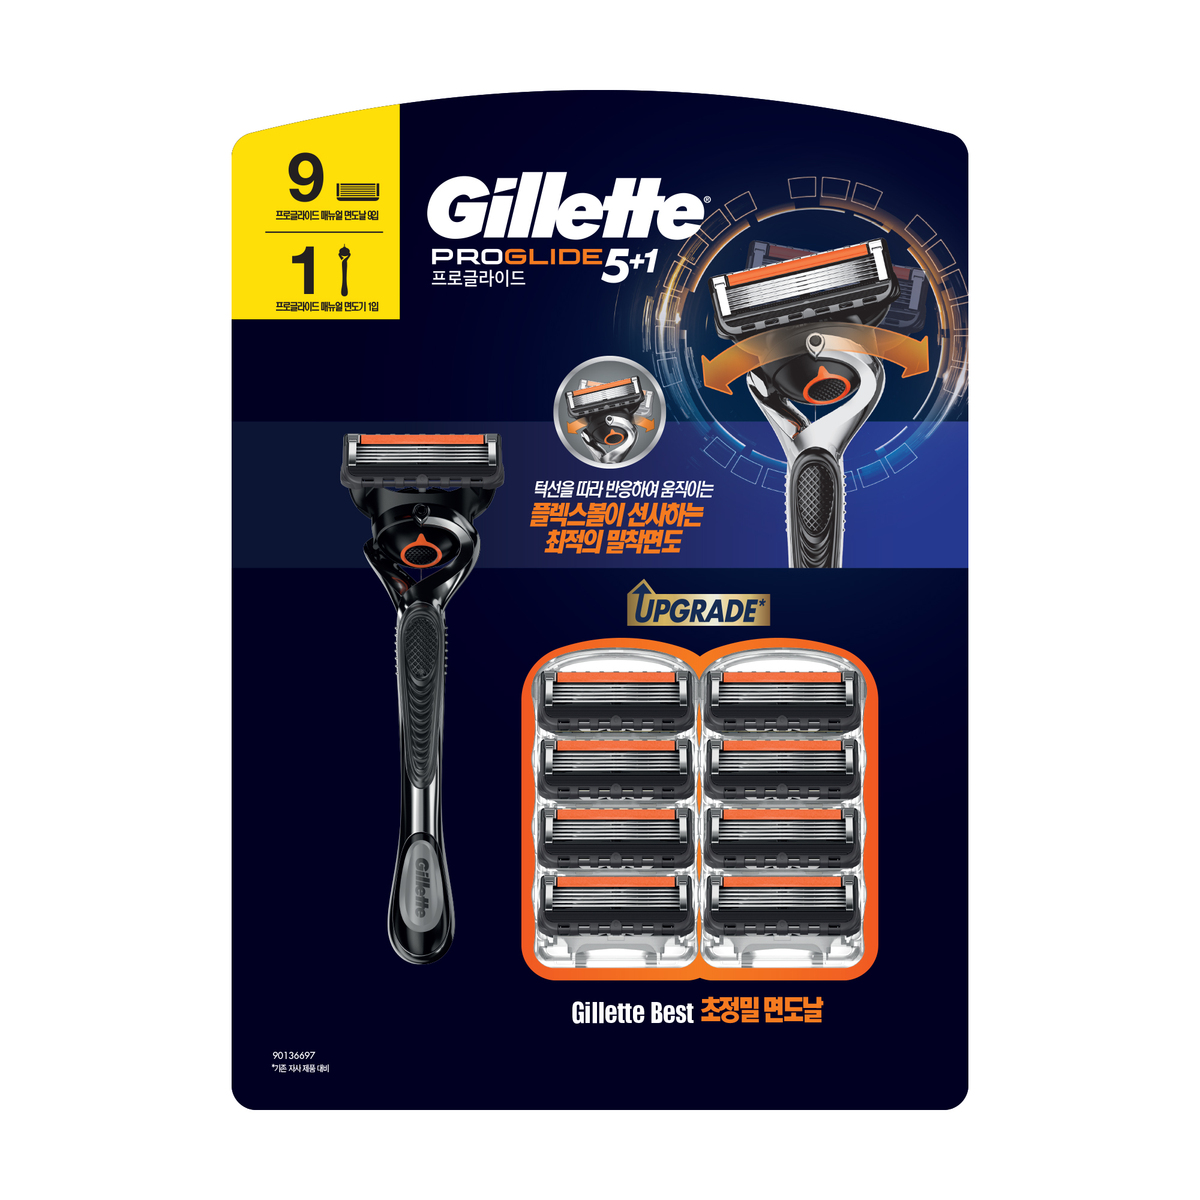 9
프로글라이드 매뉴얼 면도날 9입
1
프로글라이드 매뉴얼 면도기 1입
Gillette®
PROGLIDE 5+1
프로글라이드
턱선을 따라 반응하여 움직이는
플렉스볼이 선사하는
최적의 밀착면도
UPGRADE*
Gillette
Gillette Best 초정밀 면도날
90136697
*기존 자사 제품 대비